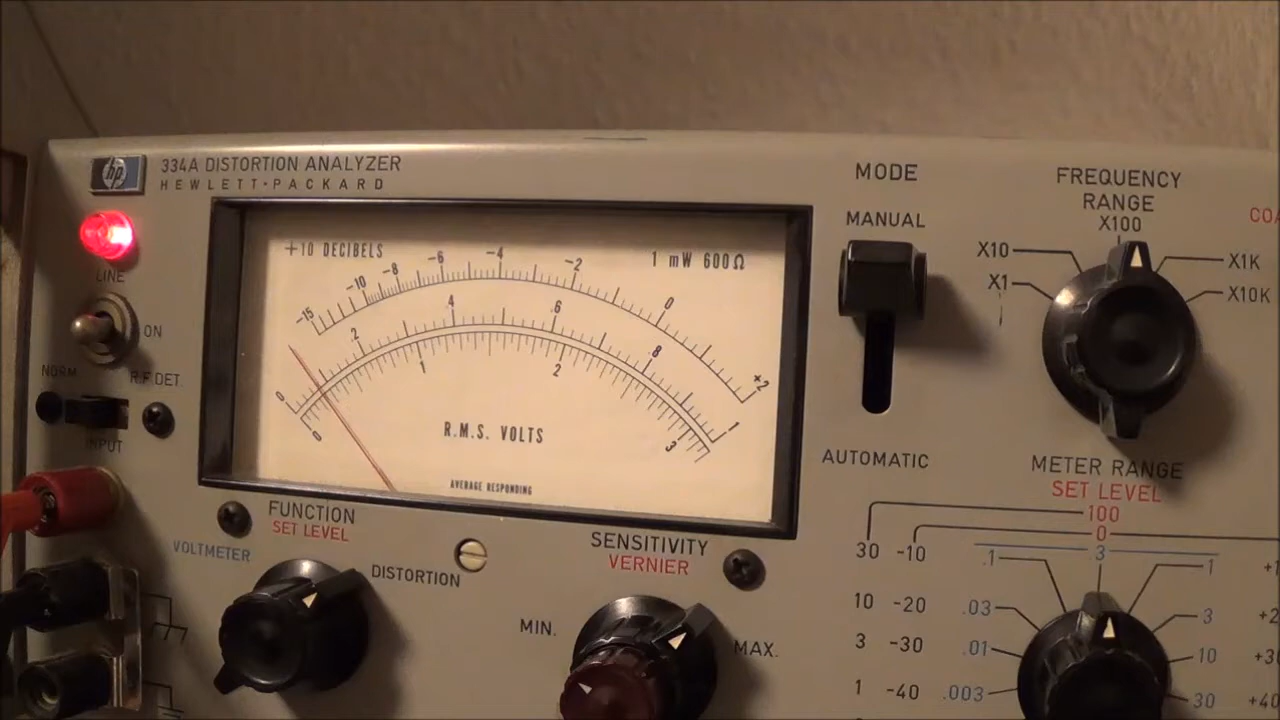 hp 334A DISTORTION ANALYZER
HEWLETT·PACKARD
LINE
ON
NORM
R.F. DET.
INPUT
+10 DECIBELS
1 mW 600Ω
-15 -10 -8 -6 -4 -2 0 +2
0 .2 .4 .6 .8 1
0 1 2 3
R.M.S. VOLTS
AVERAGE RESPONDING
MODE
MANUAL
AUTOMATIC
FREQUENCY
RANGE
X100
X10
X1K
X1
X10K
FUNCTION
SET LEVEL
VOLTMETER
DISTORTION
SENSITIVITY
VERNIER
MIN.
MAX.
METER RANGE
SET LEVEL
100
0
30 -10 .1 .3 1
10 -20 .03 3
3 -30 .01 10
1 -40 .003 30